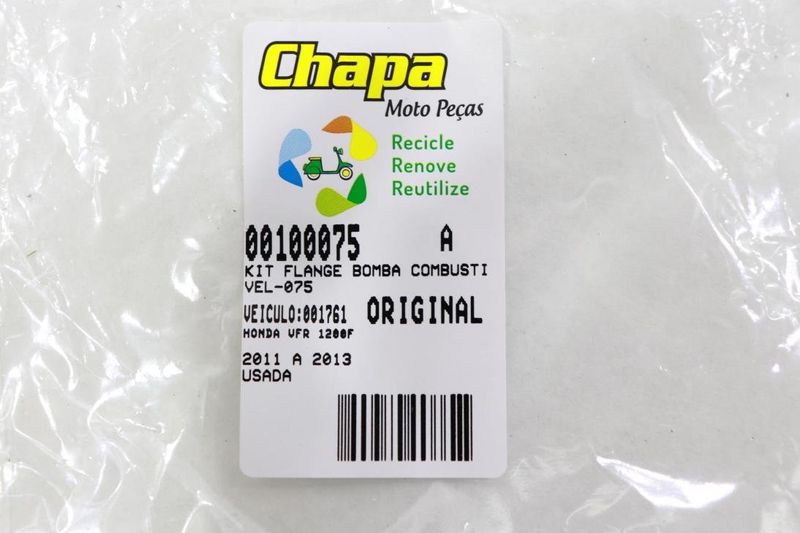 Chapa
Moto Peças
Recicle
Renove
Reutilize
00100075 A
KIT FLANGE BOMBA COMBUSTI
VEL-075
VEICULO:001761 ORIGINAL
HONDA VFR 1200F
2011 A 2013
USADA